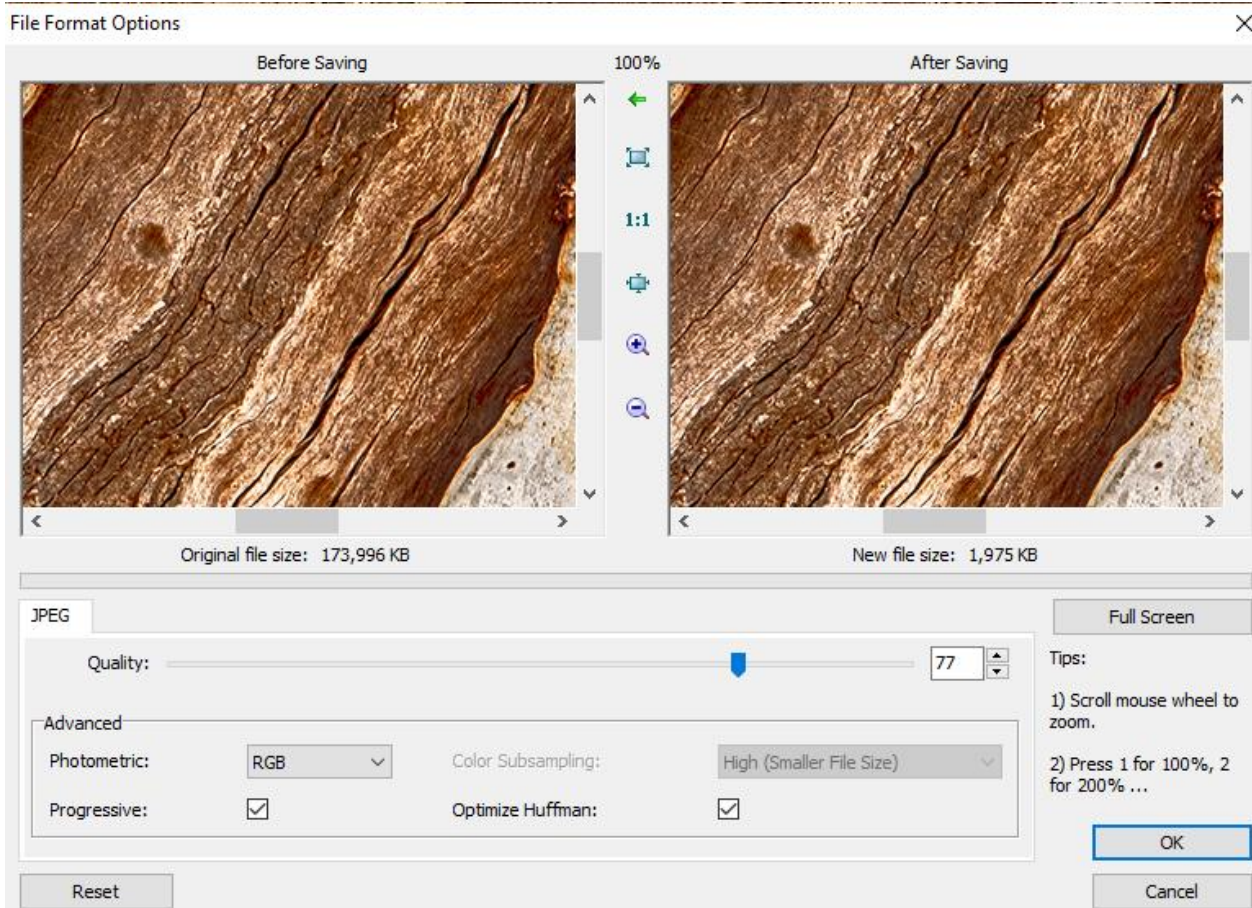 File Format Options
Before Saving
100%
After Saving
1:1
Original file size: 173,996 KB
New file size: 1,975 KB
JPEG
Full Screen
Quality:
77
Tips:
1) Scroll mouse wheel to
zoom.
2) Press 1 for 100%, 2
for 200% ...
Advanced
Photometric:
RGB
Color Subsampling:
High (Smaller File Size)
Progressive:
Optimize Huffman:
OK
Reset
Cancel